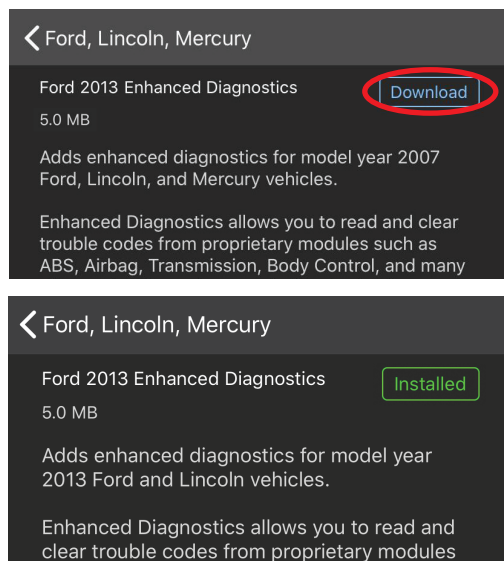 Ford, Lincoln, Mercury
Ford 2013 Enhanced Diagnostics
Download
5.0 MB
Adds enhanced diagnostics for model year 2007
Ford, Lincoln, and Mercury vehicles.
Enhanced Diagnostics allows you to read and clear
trouble codes from proprietary modules such as
ABS, Airbag, Transmission, Body Control, and many
Ford, Lincoln, Mercury
Ford 2013 Enhanced Diagnostics
Installed
5.0 MB
Adds enhanced diagnostics for model year
2013 Ford and Lincoln vehicles.
Enhanced Diagnostics allows you to read and
clear trouble codes from proprietary modules